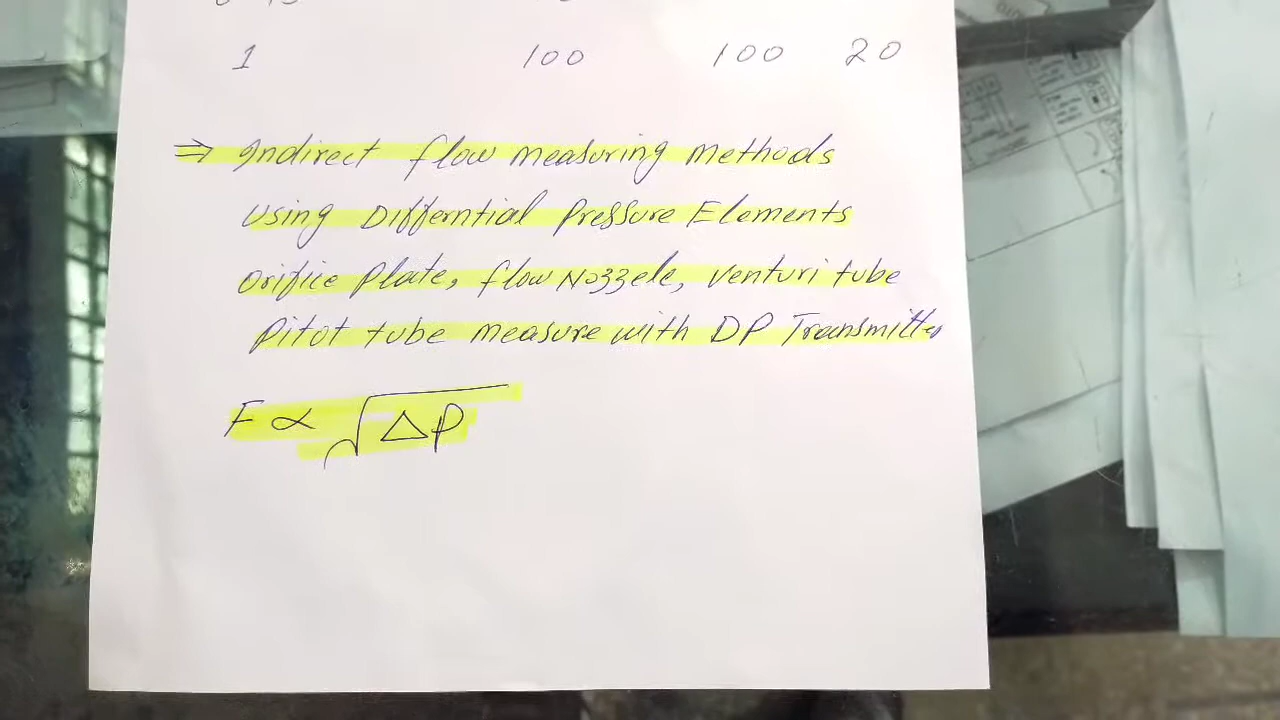 1 100 100 20
⇒ Indirect flow measuring methods
Using Differntial Pressure Elements
Orifice Plate, flow Nozzele, Venturi tube
Pitot tube measure with DP Transmitter
F ∝ √ΔP